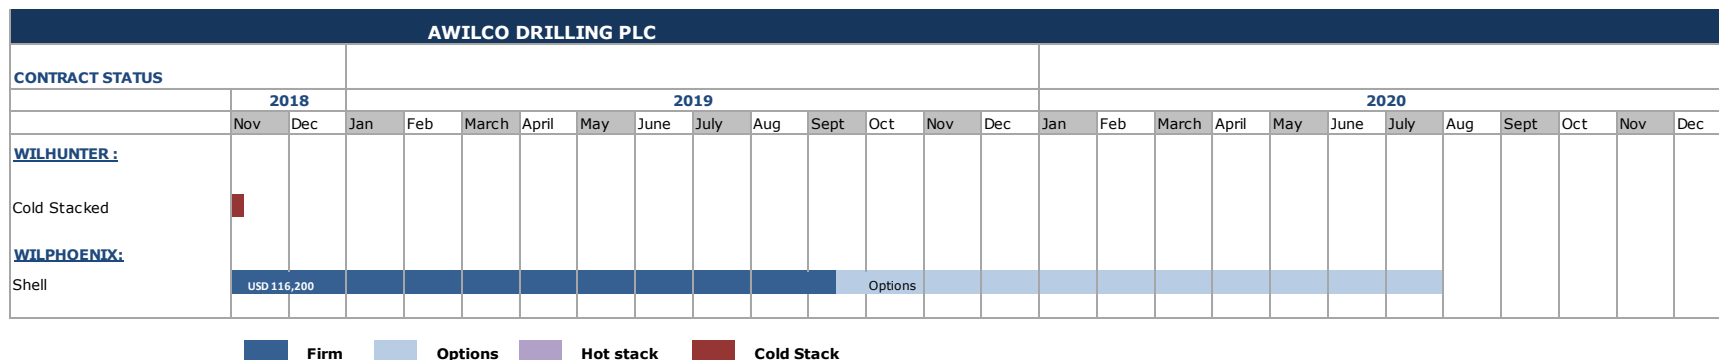 AWILCO DRILLING PLC
CONTRACT STATUS
2018 2019 2020
Nov Dec Jan Feb March April May June July Aug Sept Oct Nov Dec Jan Feb March April May June July Aug Sept Oct Nov Dec
WILHUNTER :
Cold Stacked
WILPHOENIX:
Shell USD 116,200 Options
Firm Options Hot stack Cold Stack